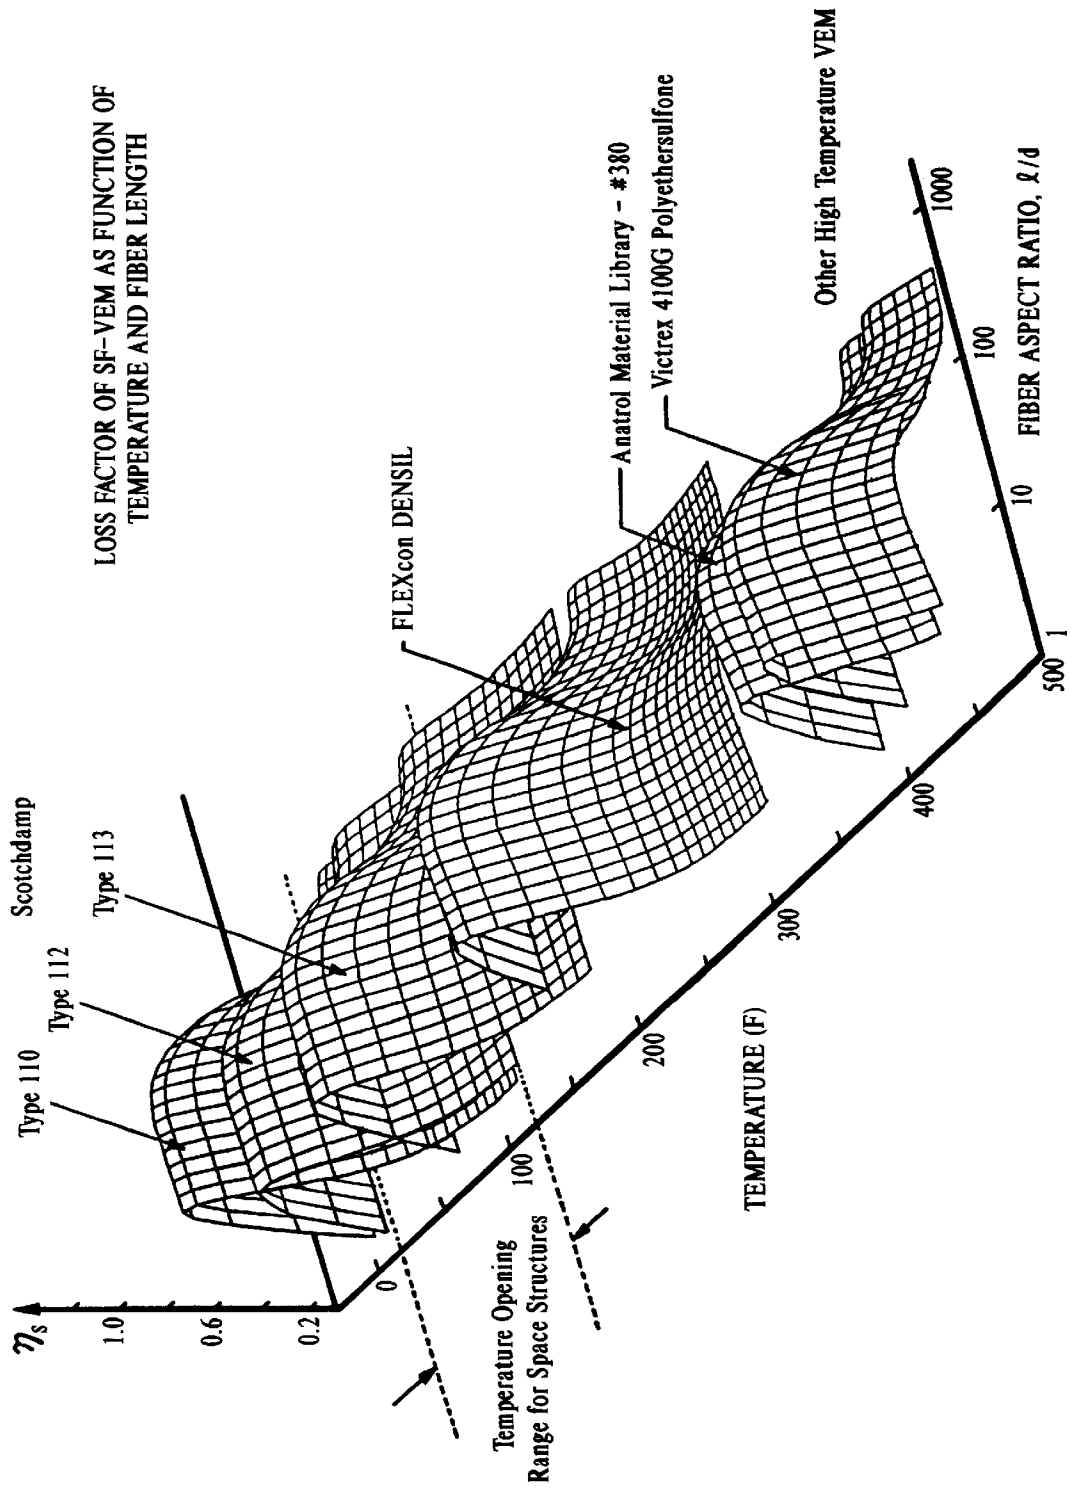 LOSS FACTOR OF SF-VEM AS FUNCTION OF
TEMPERATURE AND FIBER LENGTH
Scotchdamp
Type 110
Type 112
Type 113
FLEXcon DENSIL
Anatrol Material Library - #380
Victrex 4100G Polyethersulfone
Other High Temperature VEM
ηs
1.0
0.6
0.2
0
100
200
300
400
500
TEMPERATURE (F)
1
10
100
1000
FIBER ASPECT RATIO, ℓ/d
Temperature Opening
Range for Space Structures